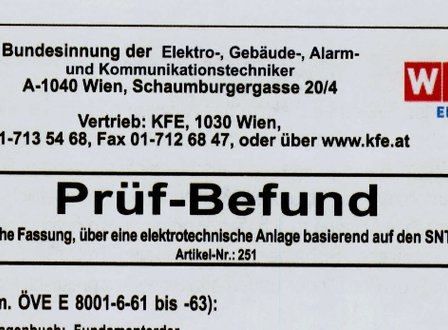 Bundesinnung der Elektro-, Gebäude-, Alarm-
und Kommunikationstechniker
A-1040 Wien, Schaumburgergasse 20/4
W
Vertrieb: KFE, 1030 Wien,
1-713 54 68, Fax 01-712 68 47, oder über www.kfe.at
Prüf-Befund
he Fassung, über eine elektrotechnische Anlage basierend auf den SNT
Artikel-Nr.: 251
m. ÖVE E 8001-6-61 bis -63):